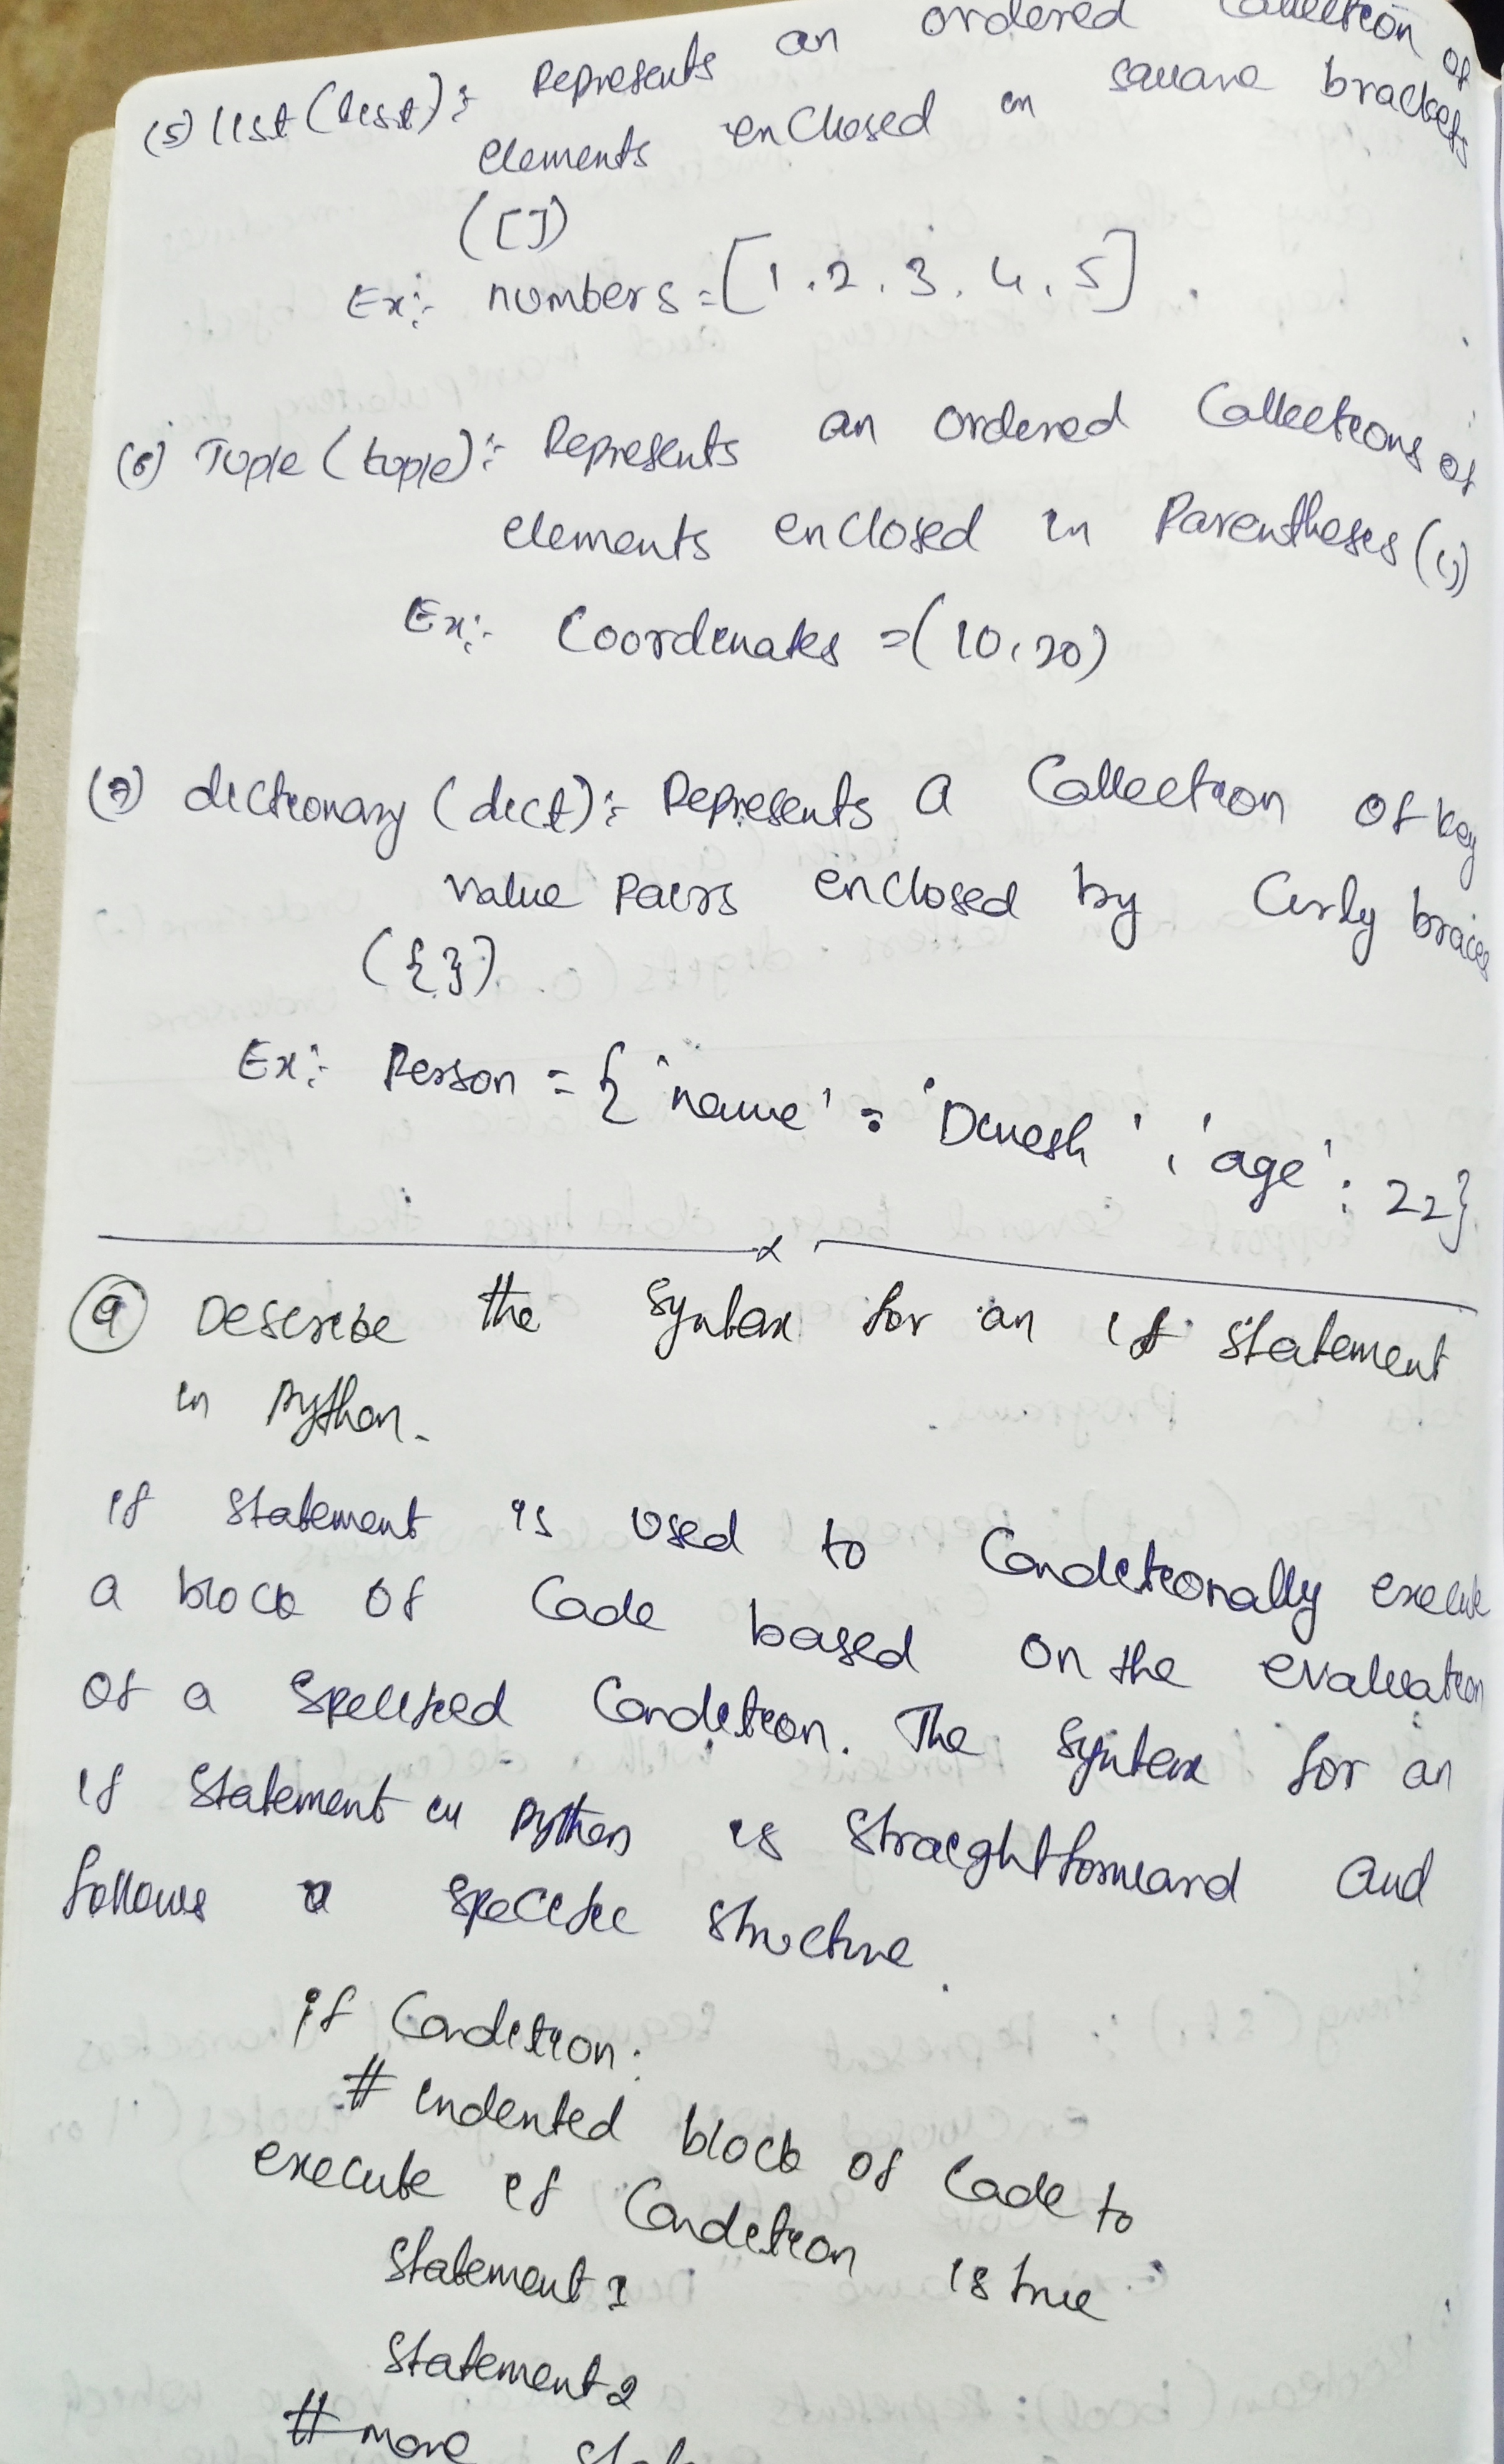 (5) list (list):- Represents an ordered Collection of
elements enclosed in square brackets
([])
Ex:- numbers = [1, 2, 3, 4, 5].
(6) Tuple (tuple):- Represents an ordered Collections of
elements enclosed in Parentheses (())
Ex:- Coordinates = (10, 20)
(7) dictionary (dict):- Represents a Collection of key
value pairs enclosed by Curly braces
({}).
Ex:- Person = {'name' : 'Dinesh', 'age' : 22}
x
9 Describe the Syntax for an if statement
in Python.
if statement is used to Conditionally execute
a block of Code based on the evaluation
of a Specified Condition. The Syntax for an
if Statement in Python is Straightforward and
follows a specific structure.
if Condition:
# indented block of Code to
execute if Condition is true
Statement 1
Statement 2
# more